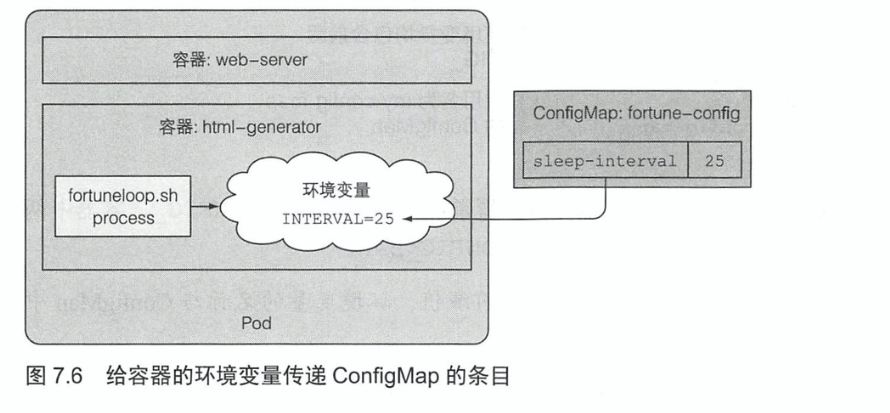 容器: web-server
容器: html-generator
fortuneloop.sh
process
环境变量
INTERVAL=25
Pod
ConfigMap: fortune-config
sleep-interval 25
图 7.6 给容器的环境变量传递 ConfigMap 的条目